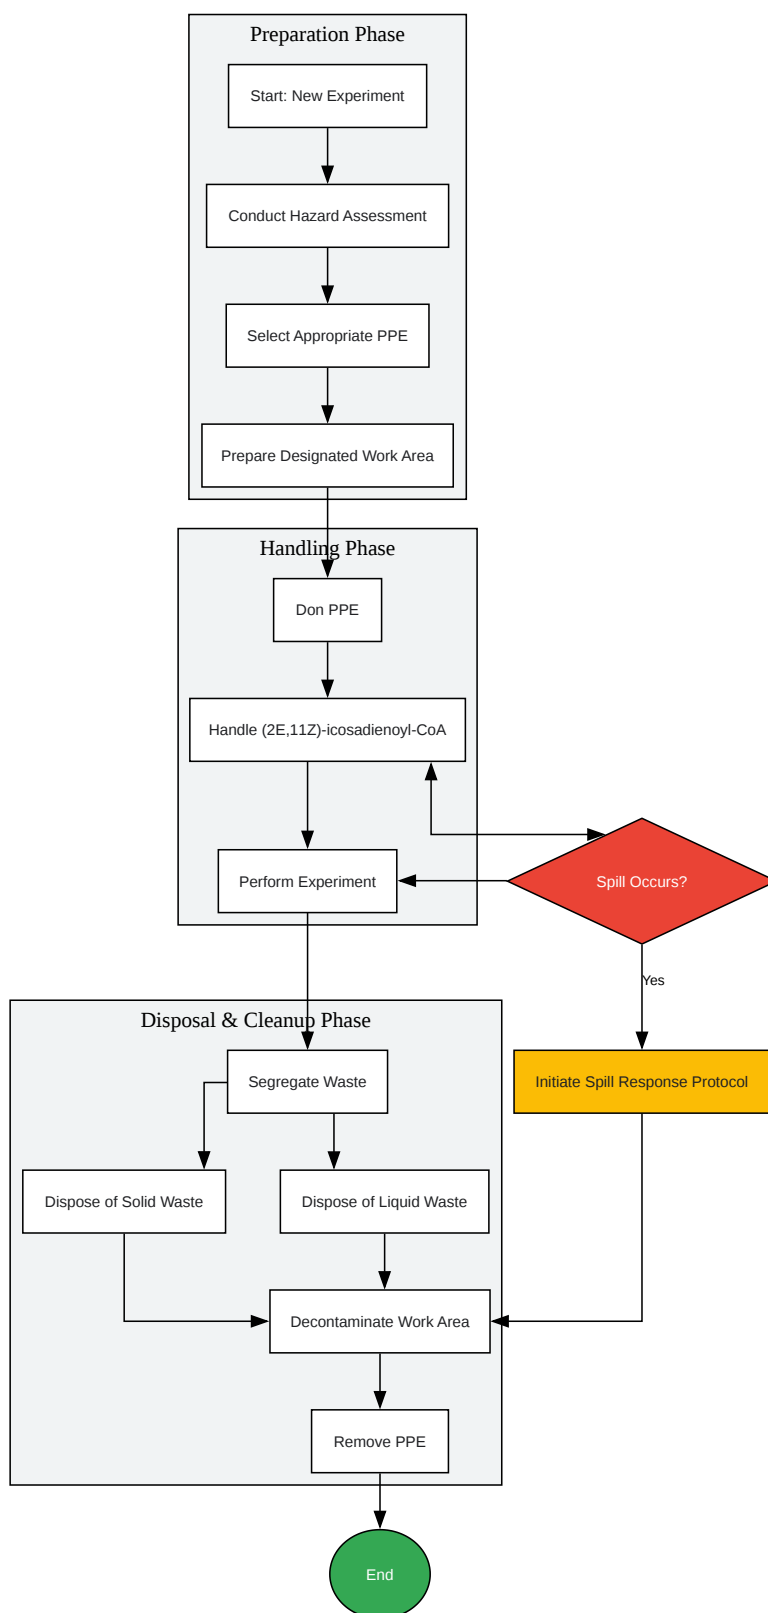 Preparation Phase
Start: New Experiment
Conduct Hazard Assessment
Select Appropriate PPE
Prepare Designated Work Area
Handling Phase
Don PPE
Handle (2E,11Z)-icosadienoyl-CoA
Perform Experiment
Spill Occurs?
Yes
Disposal & Cleanup Phase
Segregate Waste
Initiate Spill Response Protocol
Dispose of Solid Waste
Dispose of Liquid Waste
Decontaminate Work Area
Remove PPE
End